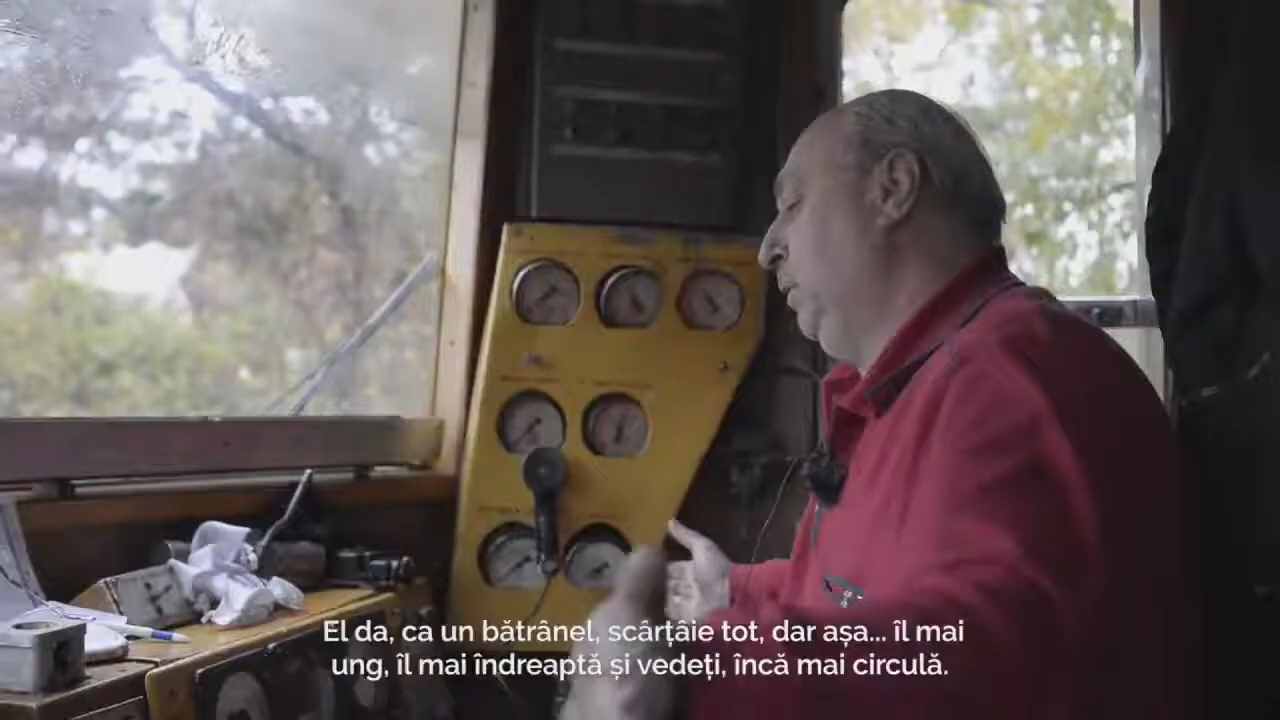 El da, ca un bătrânel, scârțâie tot, dar așa... îl mai
ung, îl mai îndreaptă și vedeți, încă mai circulă.